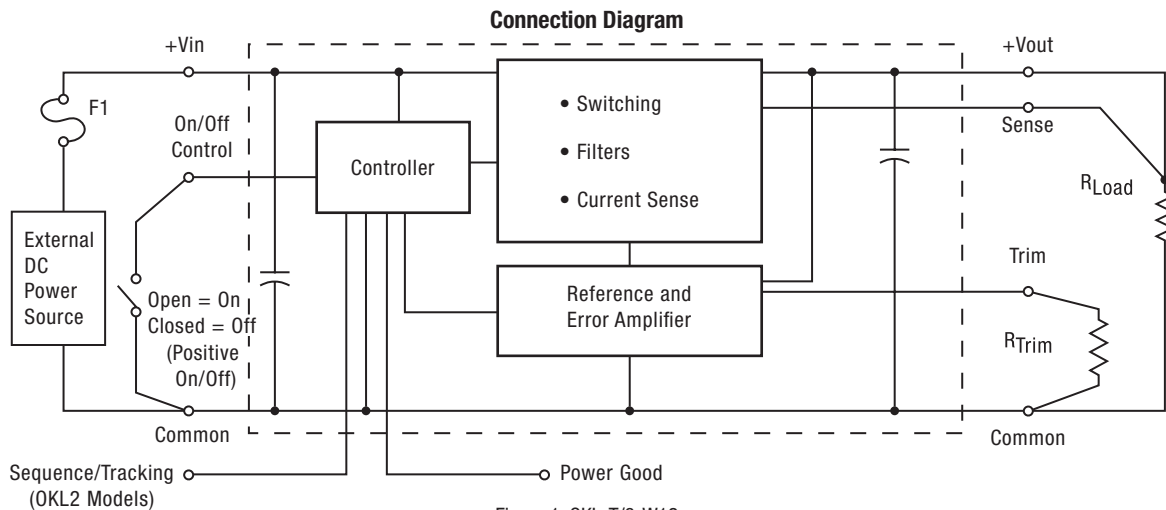 Connection Diagram
+Vin
+Vout
F1
On/Off
Control
Controller
• Switching
• Filters
• Current Sense
Sense
RLoad
External
DC
Power
Source
Open = On
Closed = Off
(Positive
On/Off)
Reference and
Error Amplifier
Trim
RTrim
Common
Common
Sequence/Tracking
(OKL2 Models)
Power Good